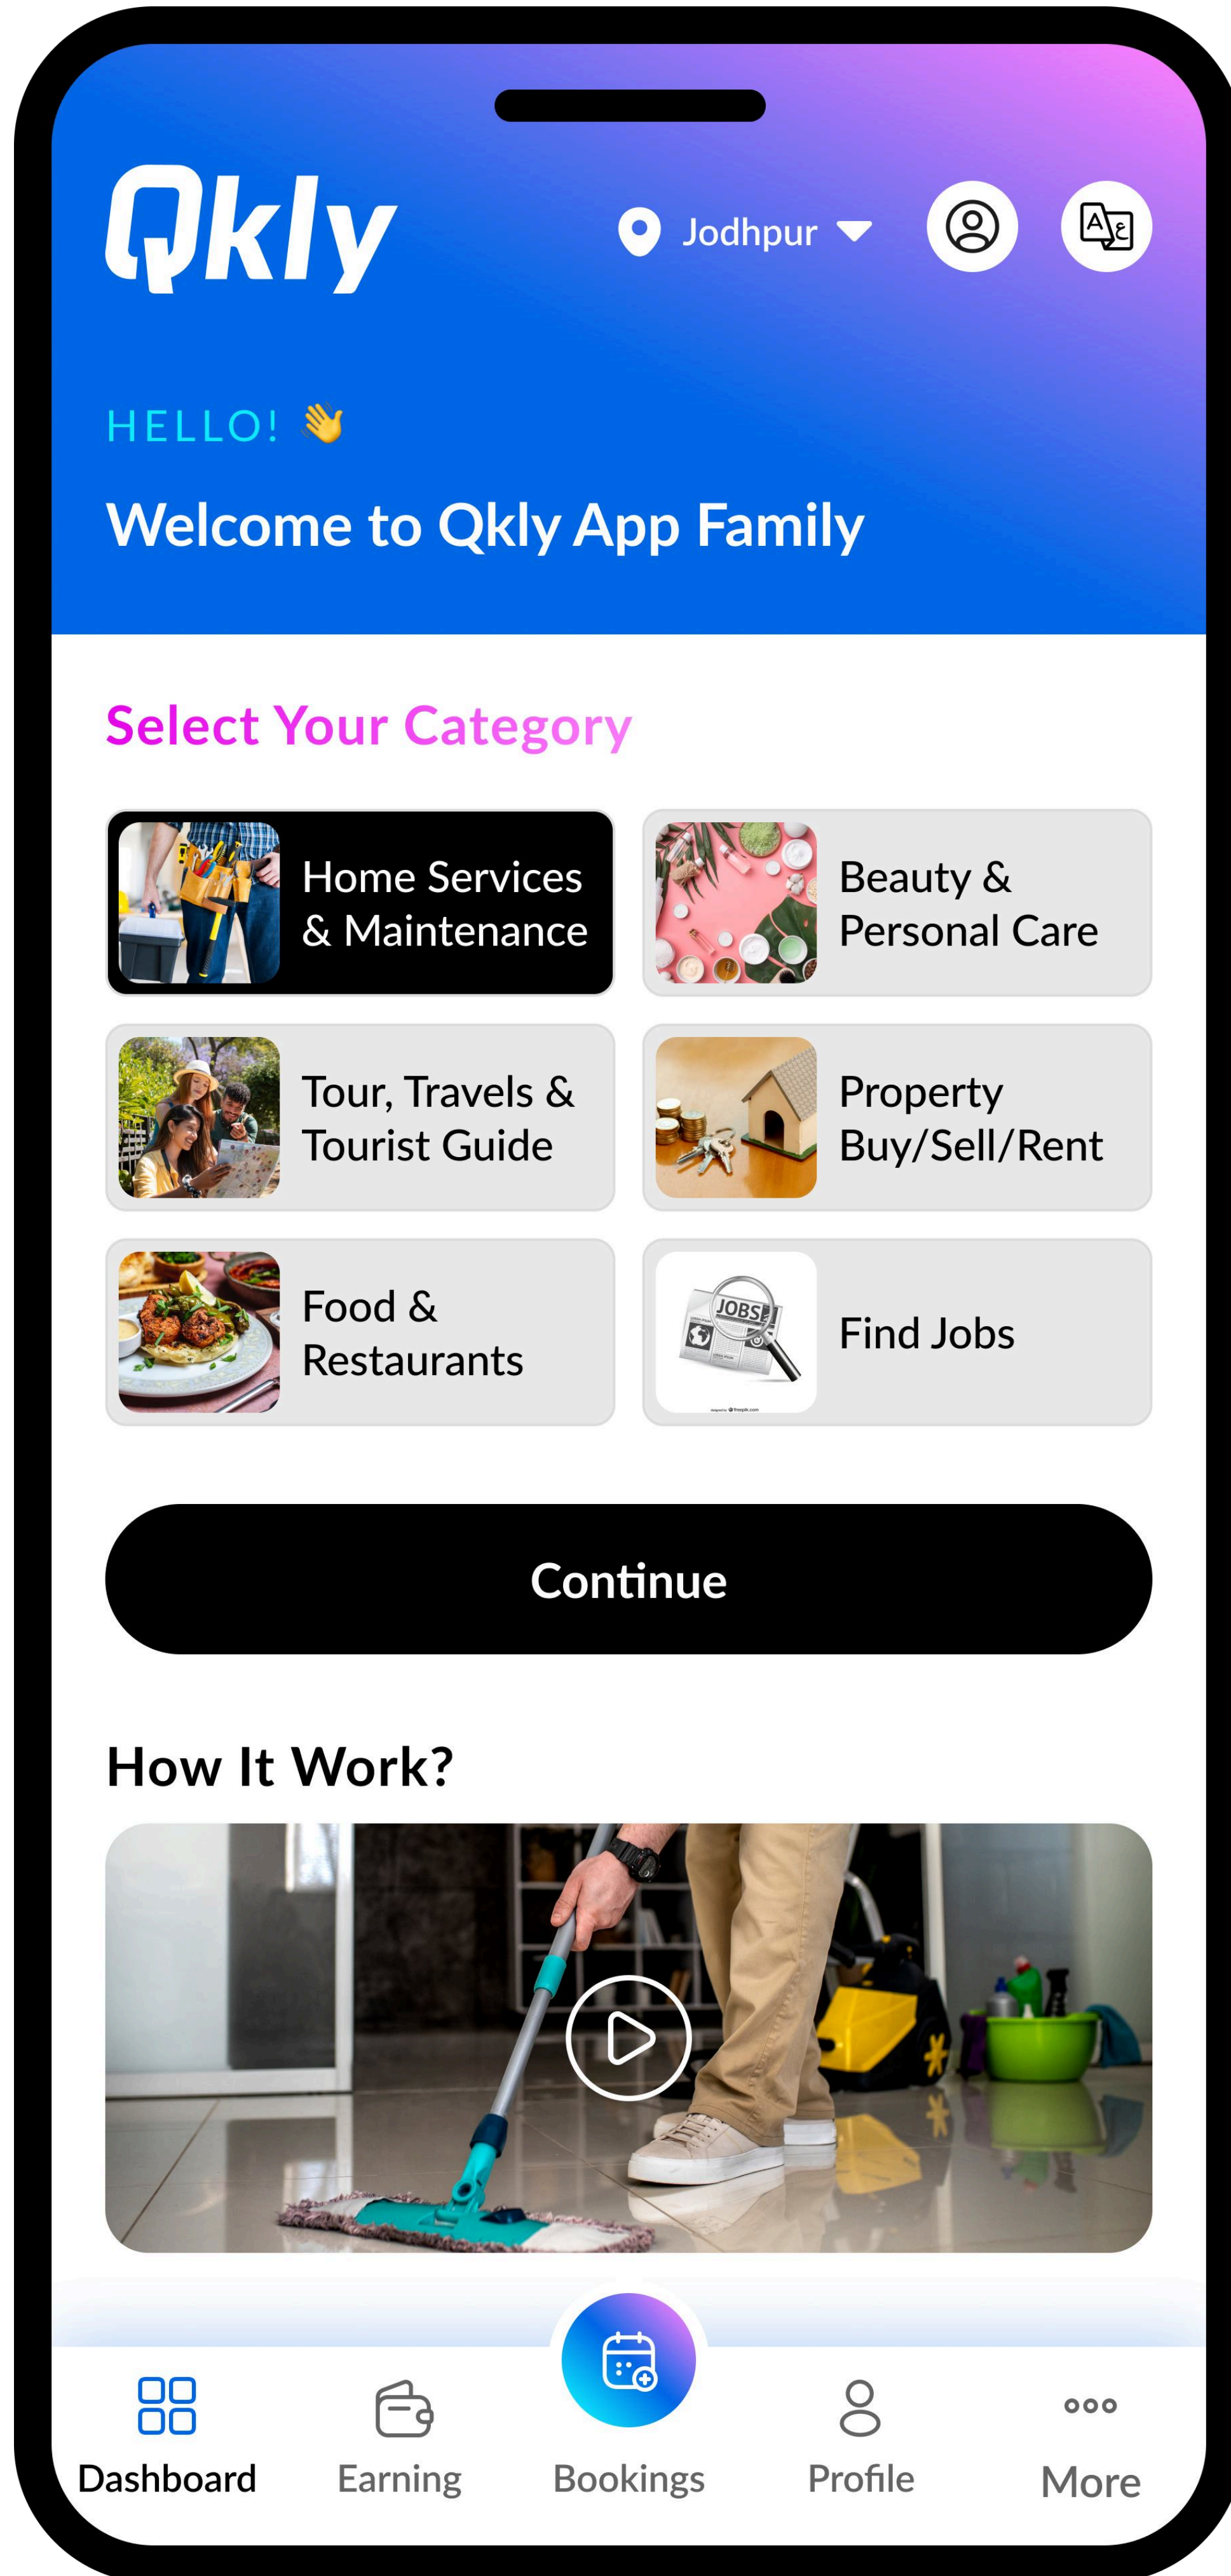 Qkly
Jodhpur
HELLO! 👋
Welcome to Qkly App Family
Select Your Category
Home Services
& Maintenance
Beauty &
Personal Care
Tour, Travels &
Tourist Guide
Property
Buy/Sell/Rent
Food &
Restaurants
JOBS
Find Jobs
Continue
How It Work?
Dashboard
Earning
Bookings
Profile
More